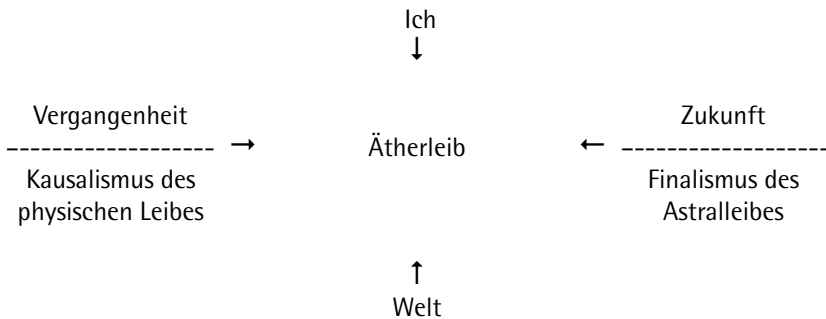 Ich
↓
Vergangenheit
Zukunft
------------------- → Ätherleib ← -------------------
Kausalismus des
physischen Leibes
Finalismus des
Astralleibes
↑
Welt